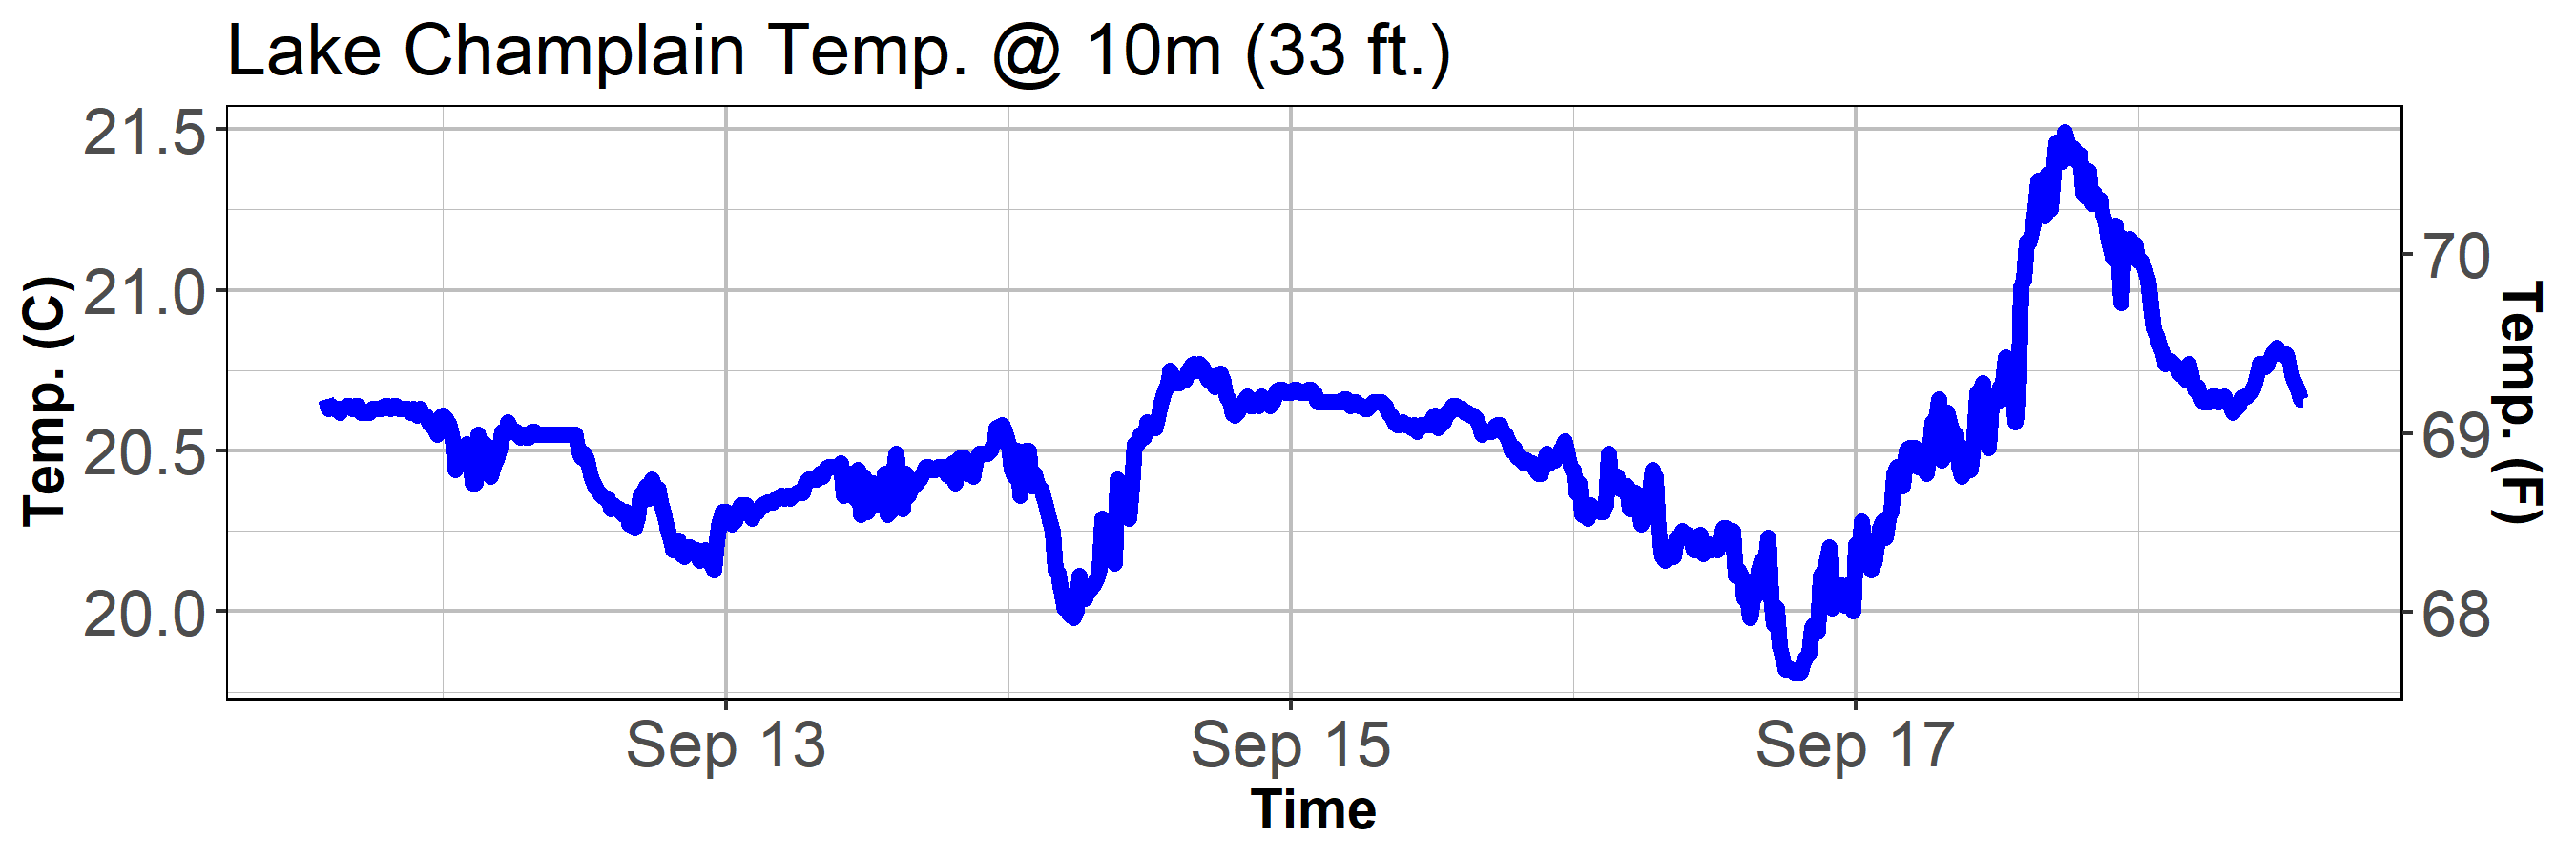 Lake Champlain Temp. @ 10m (33 ft.)
21.5
21.0
20.5
20.0
Temp. (C)
70
69
68
Temp. (F)
Sep 13
Sep 15
Sep 17
Time